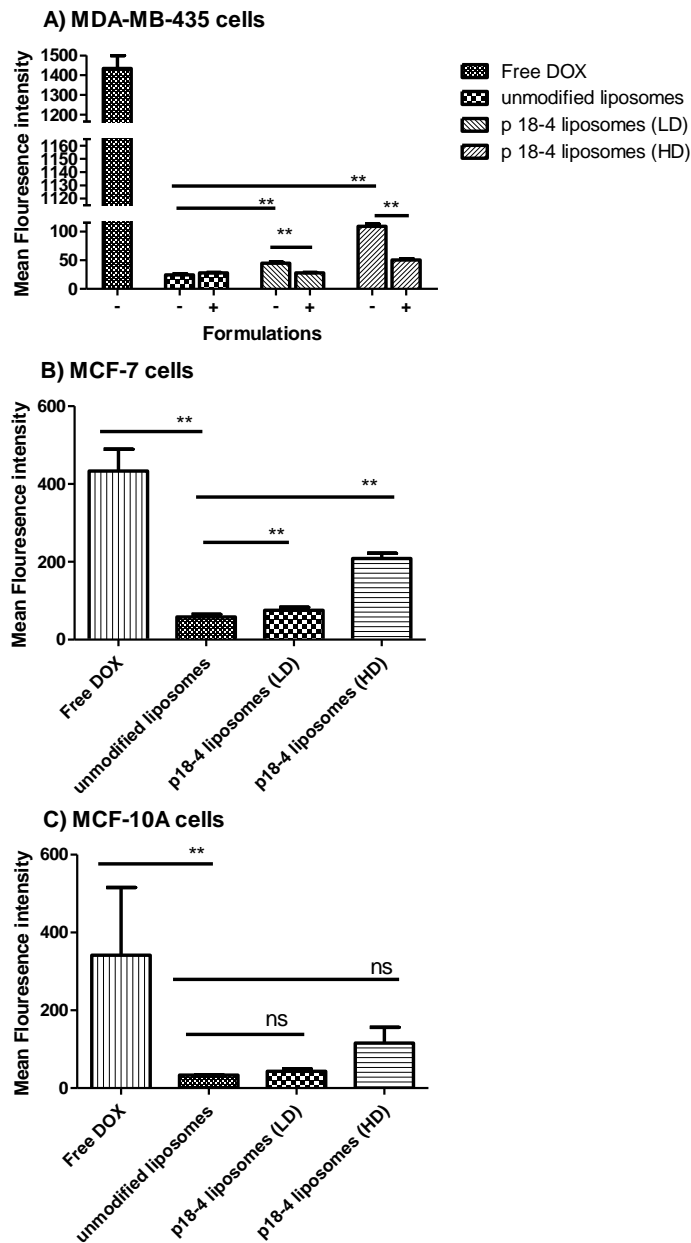 A) MDA-MB-435 cells
Mean Flouresence intensity
1500
1400
1300
1200
1100
1160
1150
1140
1130
1120
100
50
0
** ** ** **
- - + - + - +
Formulations
Free DOX
unmodified liposomes
p 18-4 liposomes (LD)
p 18-4 liposomes (HD)
B) MCF-7 cells
Mean Flouresence intensity
600
400
200
0
**
**
**
Free DOX
unmodified liposomes
p18-4 liposomes (LD)
p18-4 liposomes (HD)
C) MCF-10A cells
Mean Flouresence intensity
600
400
200
0
**
ns
ns
Free DOX
unmodified liposomes
p18-4 liposomes (LD)
p18-4 liposomes (HD)